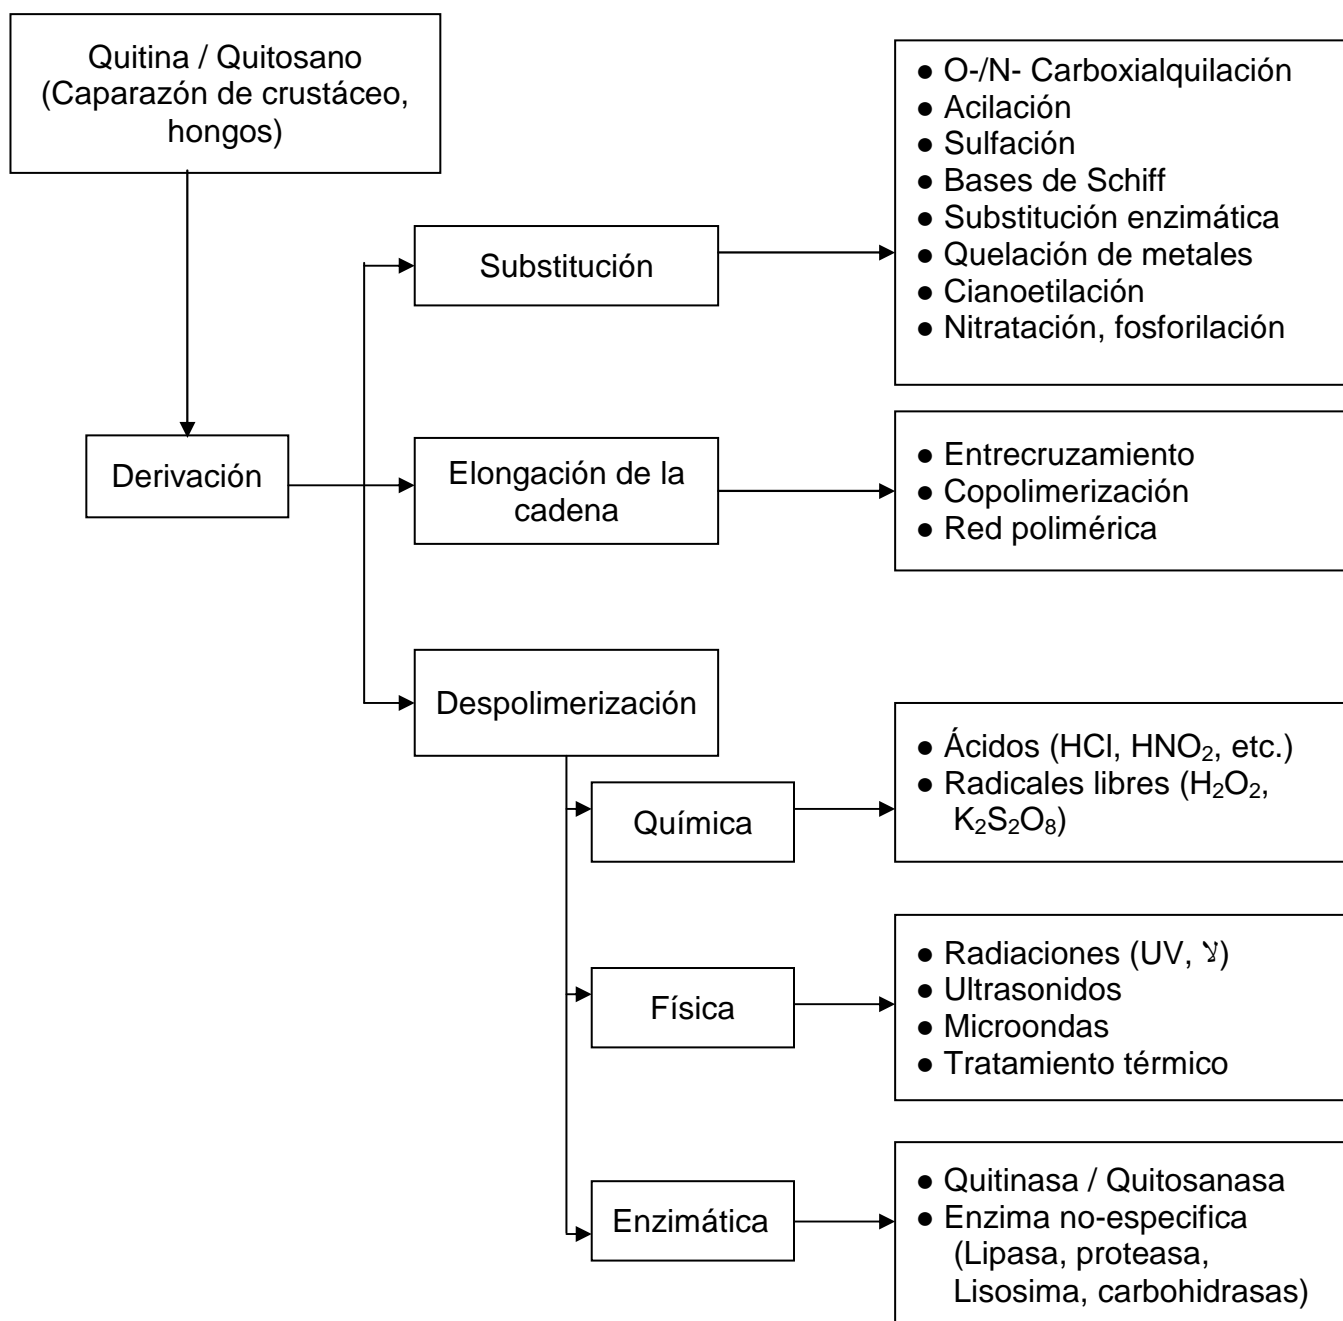 Quitina / Quitosano
(Caparazón de crustáceo,
hongos)
Derivación
Substitución
● O-/N- Carboxialquilación
● Acilación
● Sulfación
● Bases de Schiff
● Substitución enzimática
● Quelación de metales
● Cianoetilación
● Nitratación, fosforilación
Elongación de la
cadena
● Entrecruzamiento
● Copolimerización
● Red polimérica
Despolimerización
Química
● Ácidos (HCl, HNO₂, etc.)
● Radicales libres (H₂O₂,
K₂S₂O₈)
Física
● Radiaciones (UV, لا)
● Ultrasonidos
● Microondas
● Tratamiento térmico
Enzimática
● Quitinasa / Quitosanasa
● Enzima no-especifica
(Lipasa, proteasa,
Lisosima, carbohidrasas)